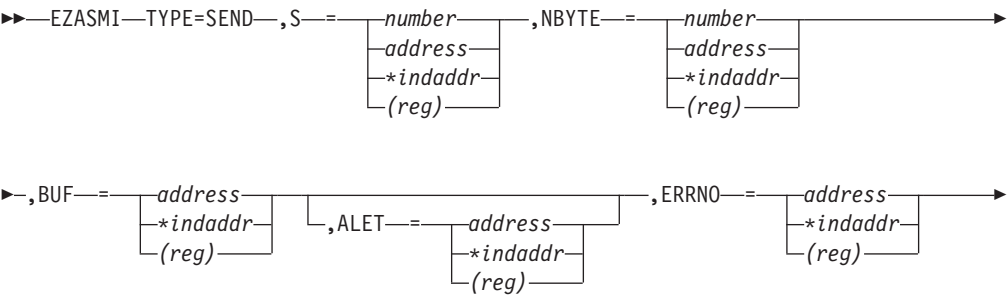 EZASMI TYPE=SEND ,S = number ,NBYTE = number
address address
*indaddr *indaddr
(reg) (reg)
,BUF = address ,ERRNO = address
*indaddr ,ALET = address *indaddr
(reg) *indaddr (reg)
(reg)